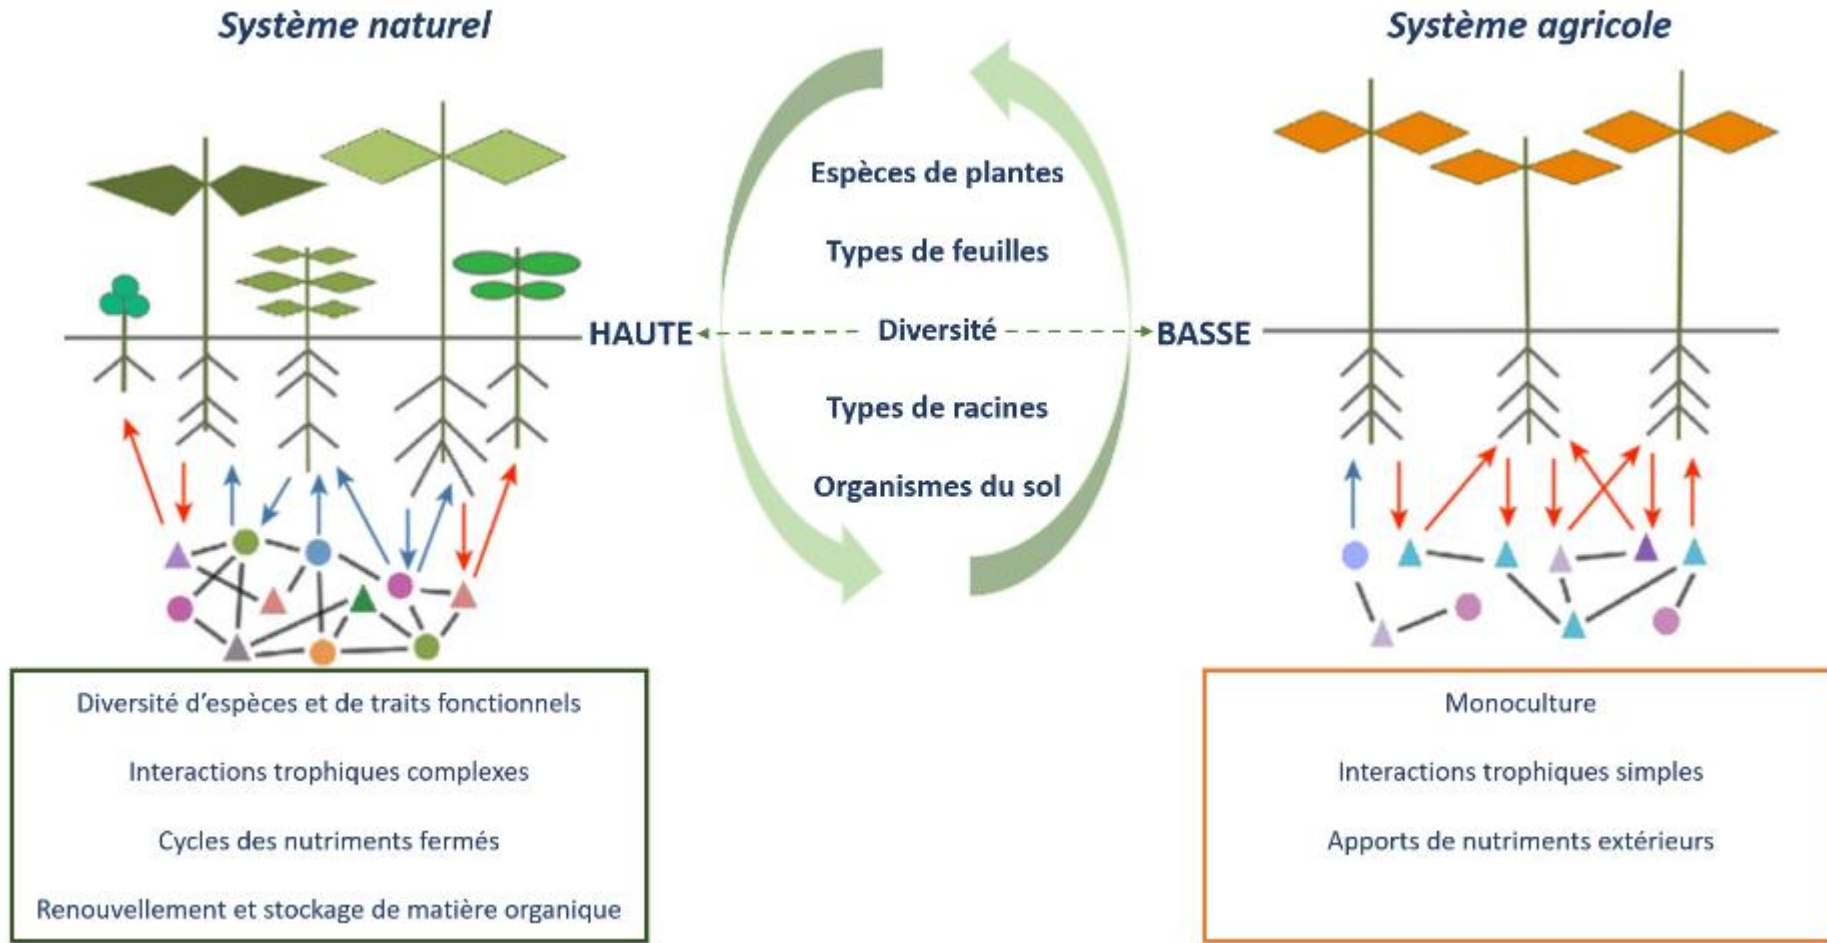 Système naturel
Système agricole
Espèces de plantes
Types de feuilles
HAUTE
Diversité
BASSE
Types de racines
Organismes du sol
Diversité d'espèces et de traits fonctionnels
Interactions trophiques complexes
Cycles des nutriments fermés
Renouvellement et stockage de matière organique
Monoculture
Interactions trophiques simples
Apports de nutriments extérieurs